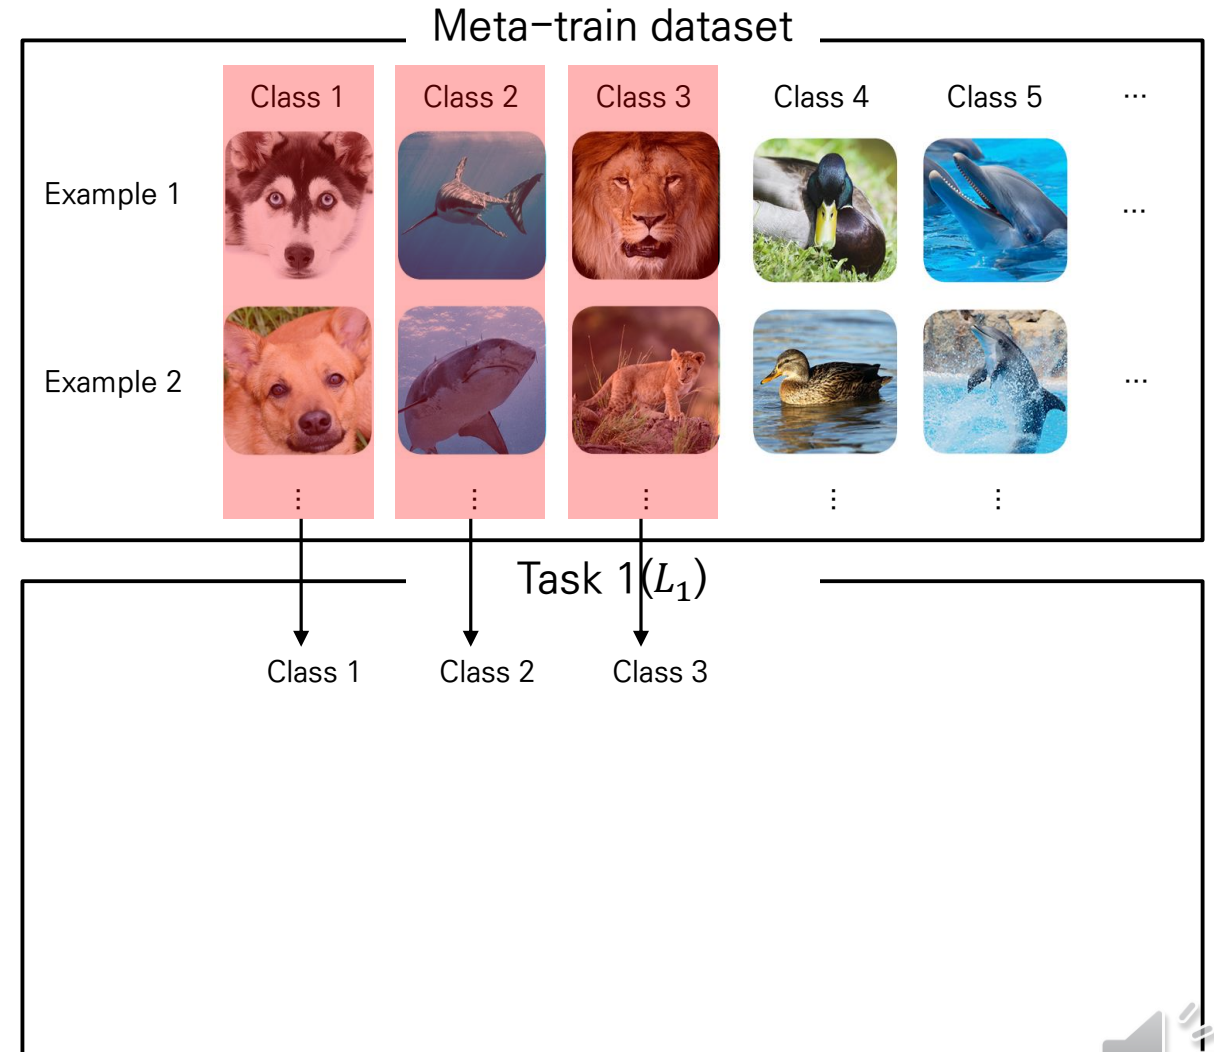 Meta-train dataset
Class 1 Class 2 Class 3 Class 4 Class 5 ...
Example 1 ...
Example 2 ...
⋮ ⋮ ⋮ ⋮ ⋮
Task 1(L₁)
Class 1 Class 2 Class 3